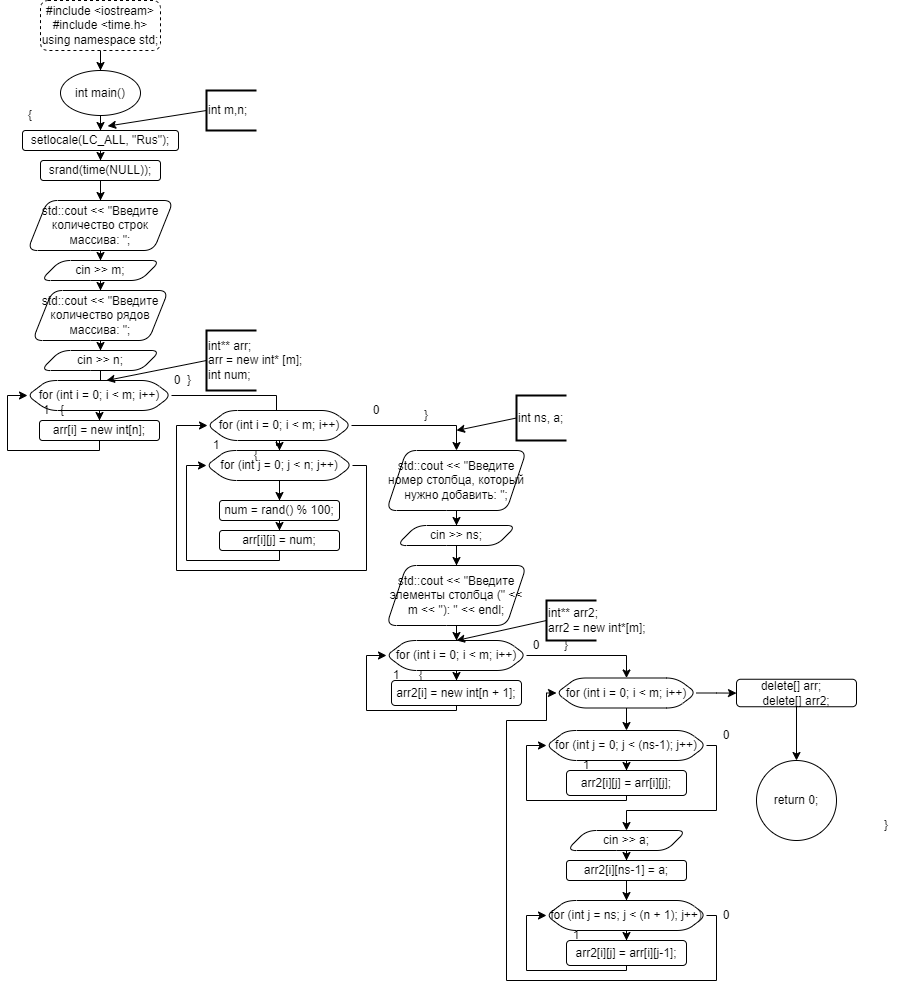 #include <iostream>
#include <time.h>
using namespace std;
int main()
int m,n;
{
setlocale(LC_ALL, "Rus");
srand(time(NULL));
std::cout << "Введите
количество строк
массива: ";
cin >> m;
std::cout << "Введите
количество рядов
массива: ";
cin >> n;
int** arr;
arr = new int* [m];
int num;
0 }
for (int i = 0; i < m; i++)
1 {
arr[i] = new int[n];
0
}
for (int i = 0; i < m; i++)
1
{
for (int j = 0; j < n; j++)
num = rand() % 100;
arr[i][j] = num;
int ns, a;
std::cout << "Введите
номер столбца, который
нужно добавить: ";
cin >> ns;
std::cout << "Введите
элементы столбца (" <<
m << "): " << endl;
int** arr2;
arr2 = new int*[m];
0 }
for (int i = 0; i < m; i++)
1 {
arr2[i] = new int[n + 1];
for (int i = 0; i < m; i++)
delete[] arr;
delete[] arr2;
0
for (int j = 0; j < (ns-1); j++)
1
arr2[i][j] = arr[i][j];
return 0;
}
cin >> a;
arr2[i][ns-1] = a;
for (int j = ns; j < (n + 1); j++)
0
1
arr2[i][j] = arr[i][j-1];